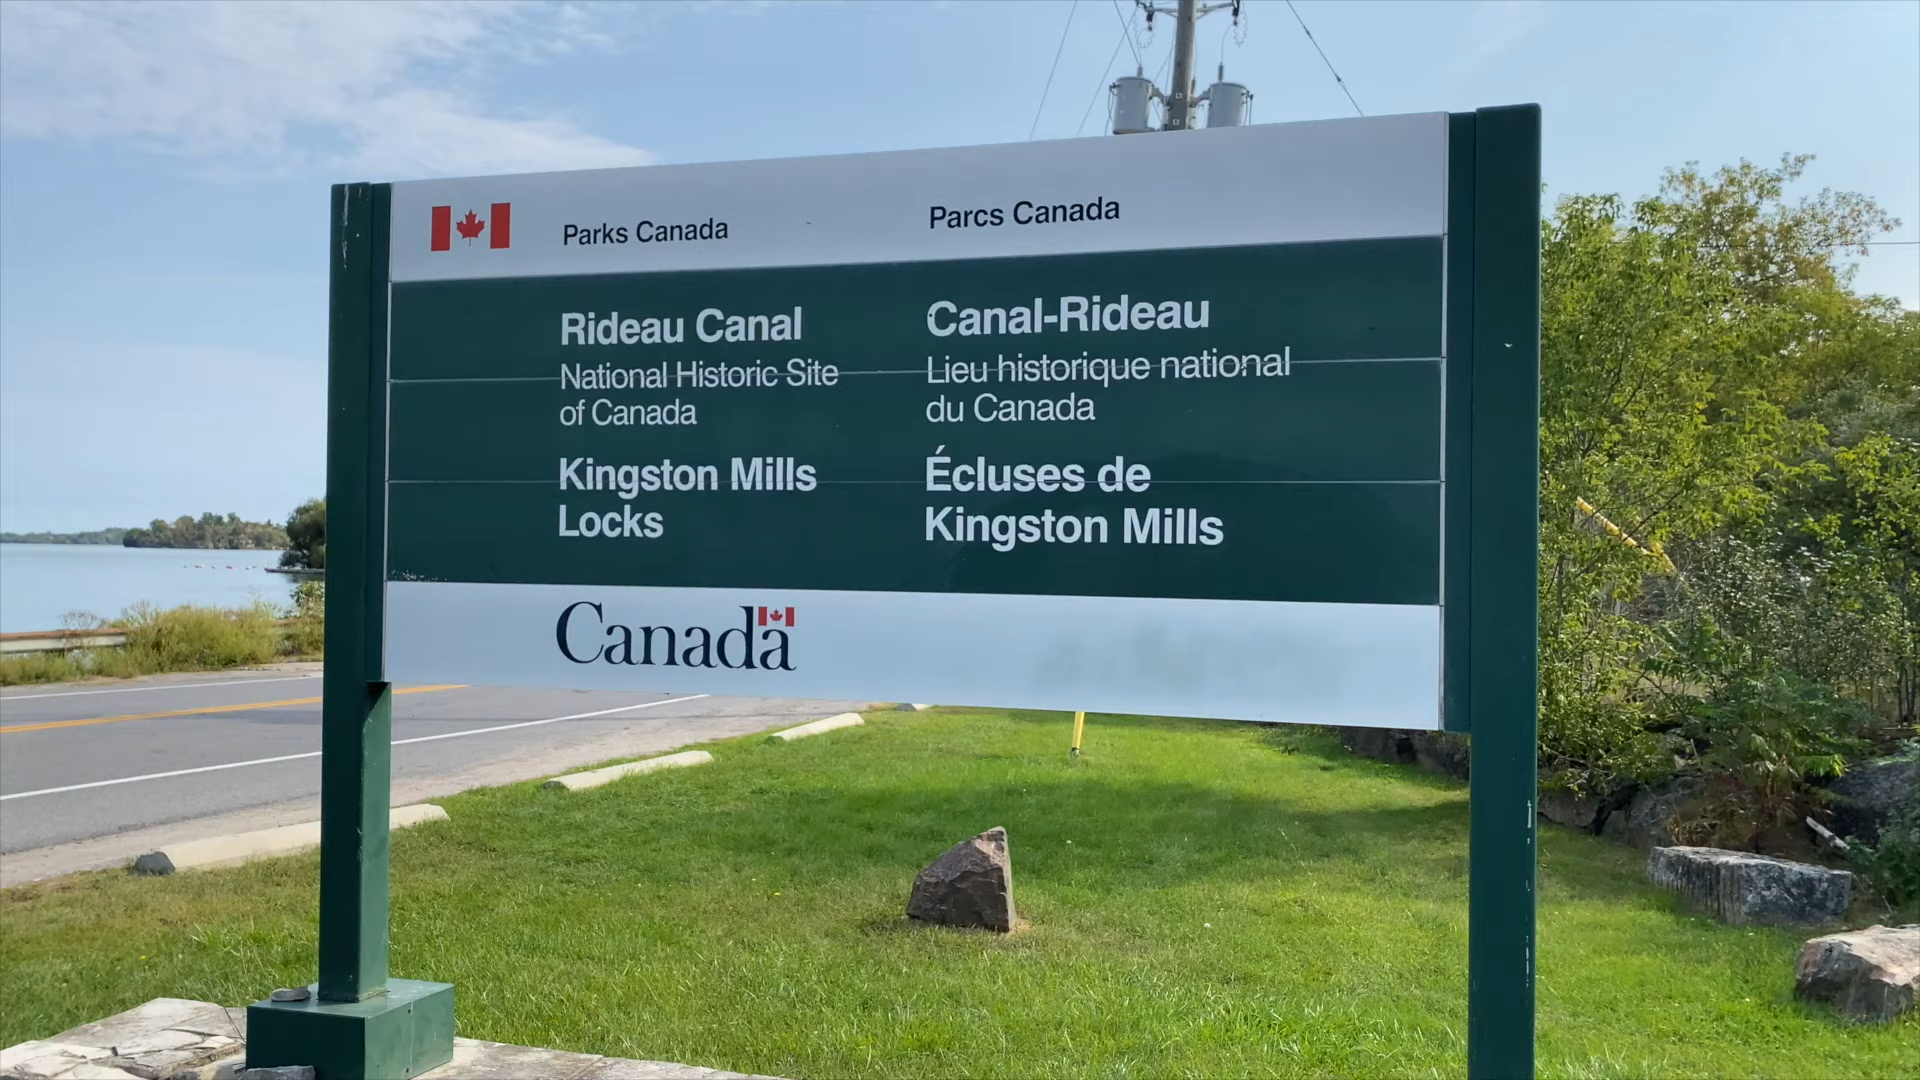 Parks Canada
Parcs Canada
Rideau Canal
National Historic Site
of Canada
Kingston Mills
Locks
Canal-Rideau
Lieu historique national
du Canada
Écluses de
Kingston Mills
Canada